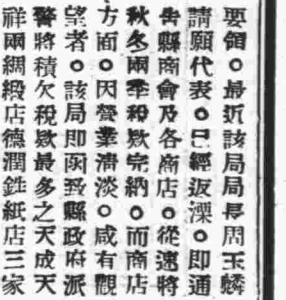 要領。最近該局局長周玉麟
請願代表。已經返溧。即通
告縣商會及各商店。從速將
秋冬兩季稅欵完納。而商店
方面。因營業清淡。咸有觀
望者。該局即函致縣政府派
警將積欠稅欵最多之天成天
祥兩綢緞店德潤鉎紙店三家